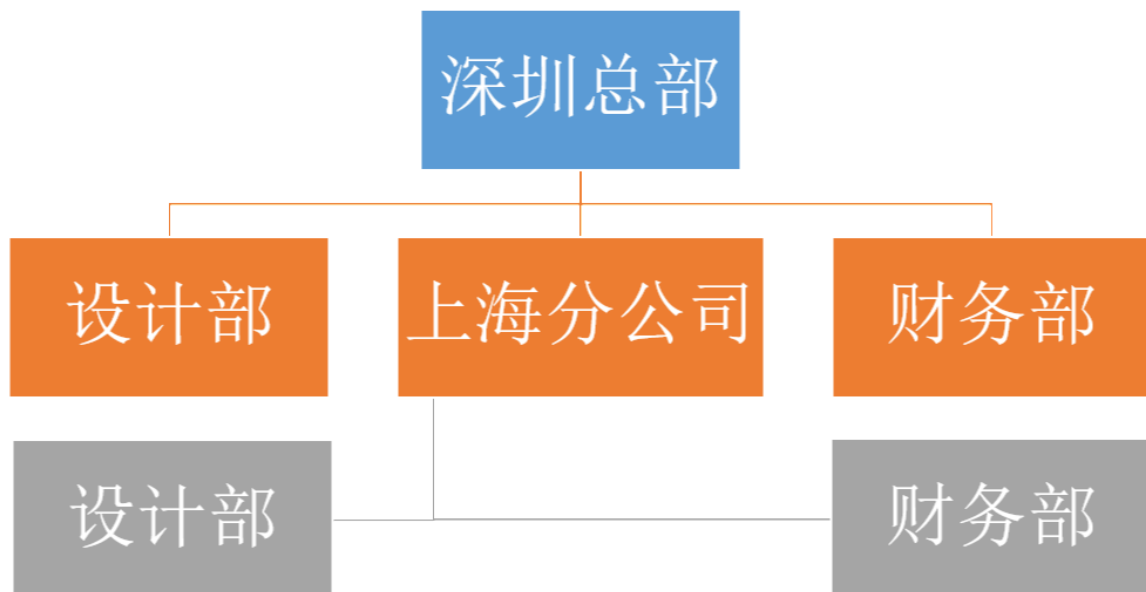 深圳总部
设计部
上海分公司
财务部
设计部
财务部